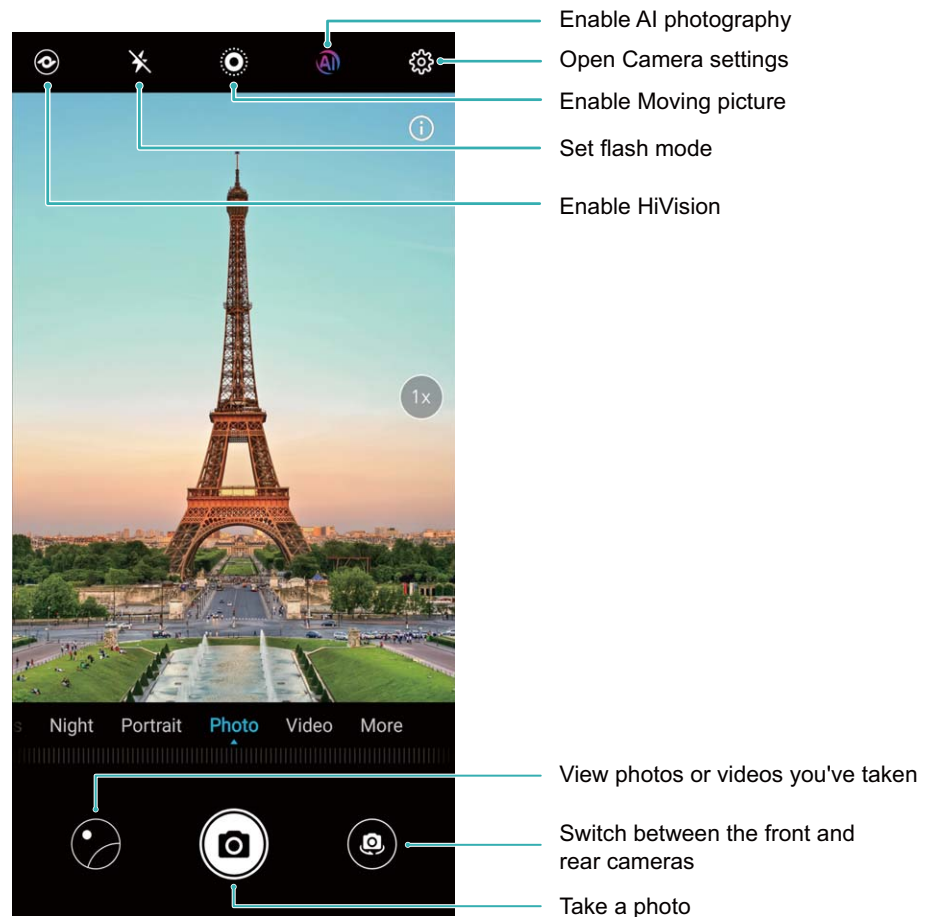 Enable AI photography
AI
Open Camera settings
Enable Moving picture
Set flash mode
Enable HiVision
1x
s Night Portrait Photo Video More
View photos or videos you've taken
Switch between the front and
rear cameras
Take a photo